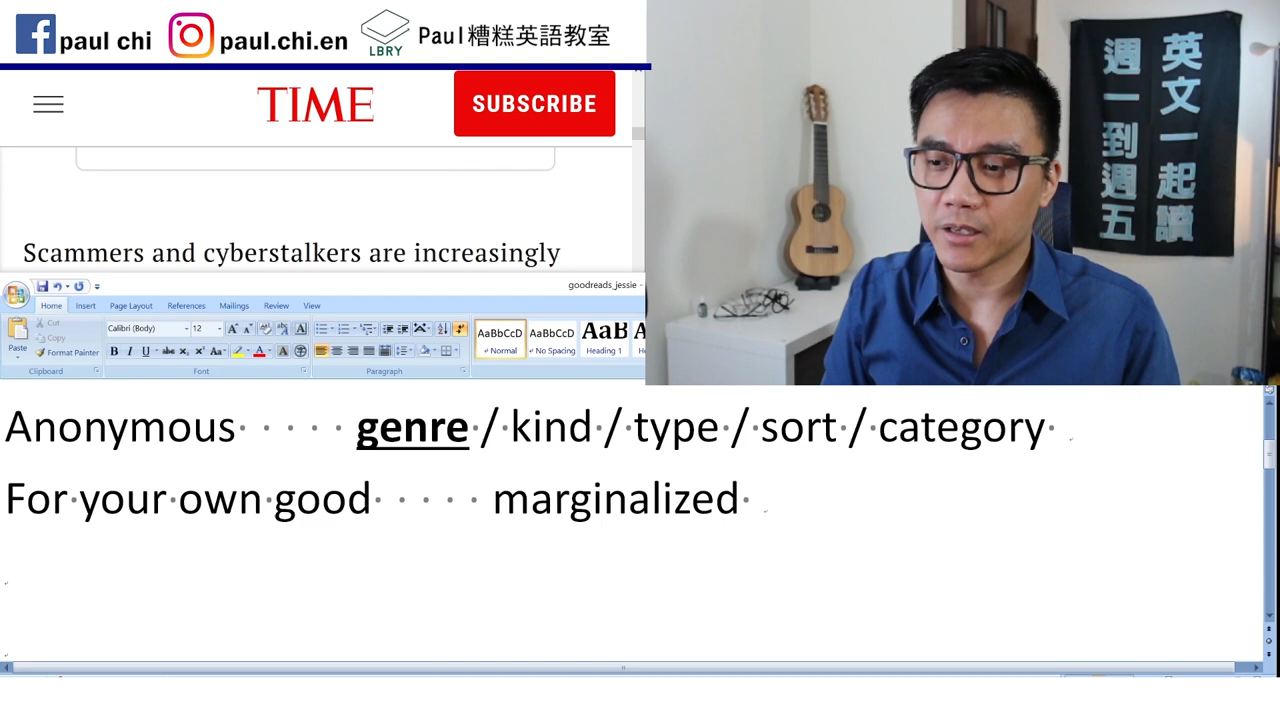 paul chi paul.chi.en LBRY Paul糟糕英語教室
TIME SUBSCRIBE
Scammers and cyberstalkers are increasingly
goodreads_jessie -
Home Insert Page Layout References Mailings Review View
Cut
Copy
Paste Format Painter
Calibri (Body) 12
AaBbCcD AaBbCcD AaBb
Normal No Spacing Heading 1
Clipboard Font Paragraph
Anonymous genre / kind / type / sort / category
For your own good marginalized
英文一起讀
週一到週五